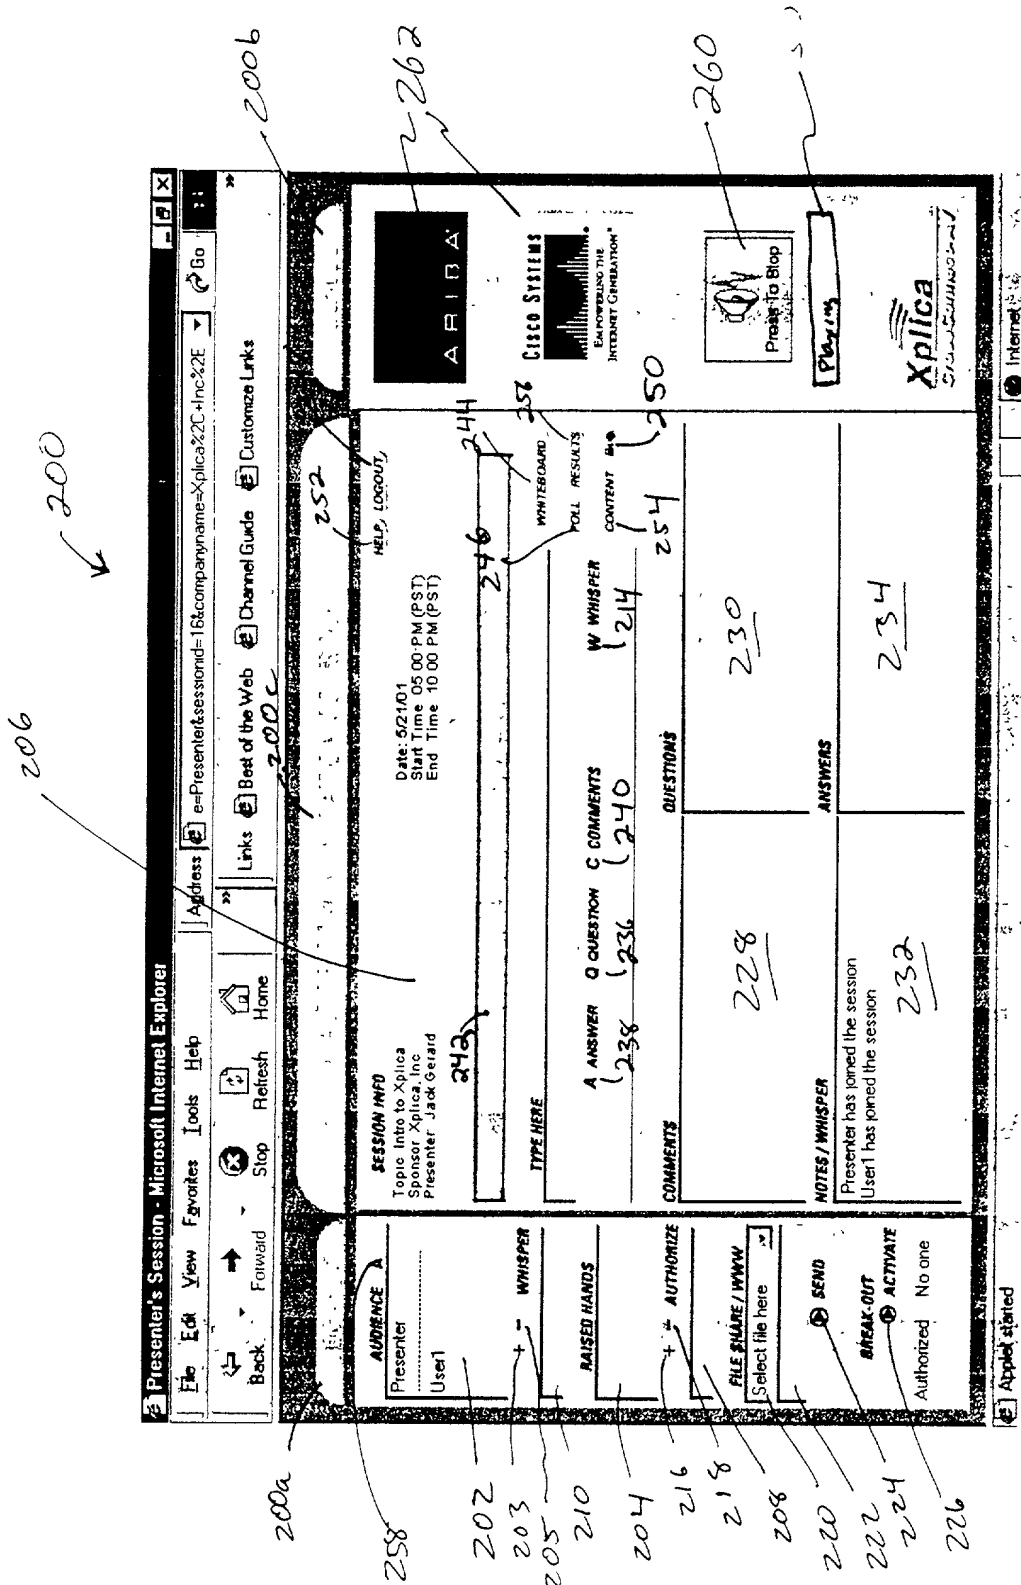 200
206
Presenter's Session - Microsoft Internet Explorer
File Edit View Favorites Tools Help
Address e=Presenter&sessionid=16&companyname=Xplica%2C+Inc%2E Go
Back Forward Stop Refresh Home
Links Best of the Web Channel Guide Customize Links
200a
200c
200b
258
252
262
AUDIENCE A
Presenter
User1
202
203
+ - WHISPER
205
210
RAISED HANDS
204
216
+ - AUTHORIZE
218
208
FILE SHARE / WWW
Select file here
220
222
SEND
224
BREAK-OUT
ACTIVATE
226
Authorized No one
SESSION INFO
HELP, LOGOUT,
Topic Intro to Xplica
Sponsor Xplica, Inc
Presenter Jack Gerard
Date: 5/21/01
Start Time 05 00 PM (PST)
End Time 10 00 PM (PST)
242
246
244
TYPE HERE
WHITEBOARD
256
POLL RESULTS
A ANSWER Q QUESTION C COMMENTS W WHISPER
238 236 240 214
CONTENT
254
250
COMMENTS
228
QUESTIONS
230
NOTES / WHISPER
Presenter has joined the session
User1 has joined the session
232
ANSWERS
234
ARIBA
CISCO SYSTEMS
EMPOWERING THE
INTERNET GENERATION
260
Press To Stop
Playing
Xplica
Applet started
Internet